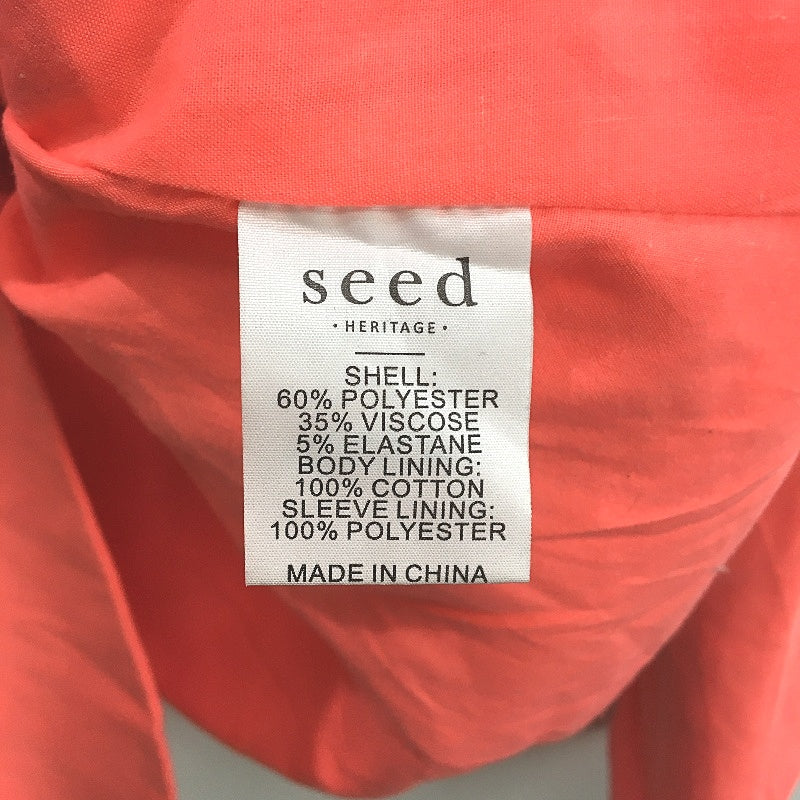 seed
· HERITAGE ·
SHELL:
60% POLYESTER
35% VISCOSE
5% ELASTANE
BODY LINING:
100% COTTON
SLEEVE LINING:
100% POLYESTER
MADE IN CHINA